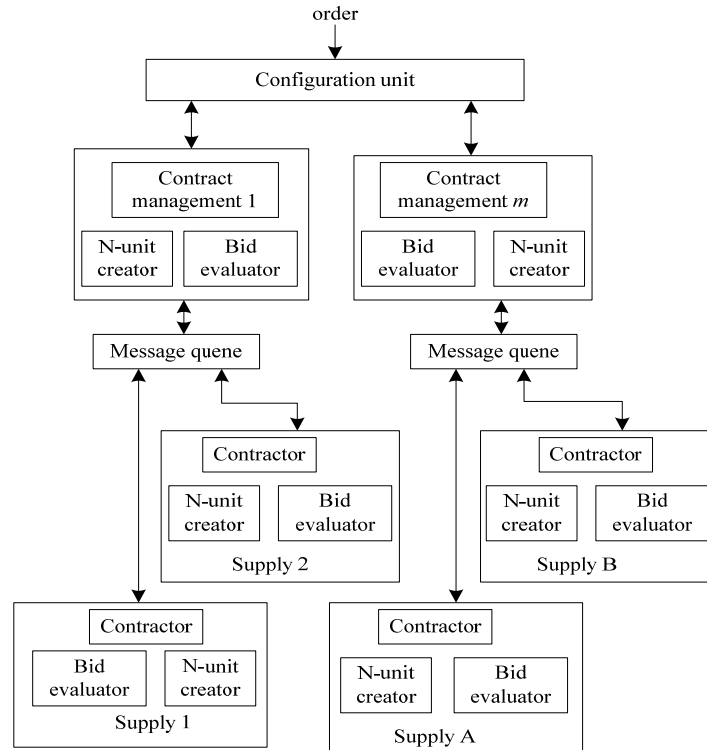 order
Configuration unit
Contract
management 1
N-unit
creator
Bid
evaluator
Contract
management m
Bid
evaluator
N-unit
creator
Message quene
Message quene
Contractor
N-unit
creator
Bid
evaluator
Supply 2
Contractor
N-unit
creator
Bid
evaluator
Supply B
Contractor
Bid
evaluator
N-unit
creator
Supply 1
Contractor
N-unit
creator
Bid
evaluator
Supply A